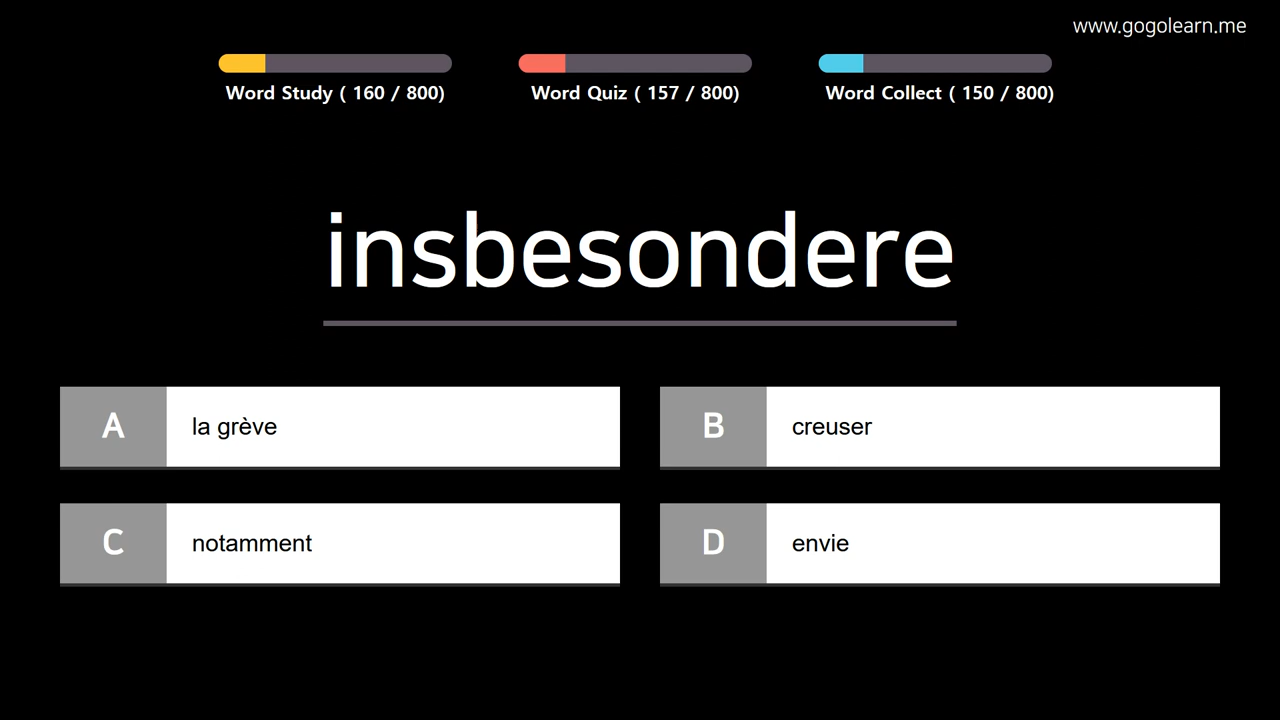 www.gogolearn.me
Word Study ( 160 / 800)
Word Quiz ( 157 / 800)
Word Collect ( 150 / 800)
insbesondere
A la grève
B creuser
C notamment
D envie